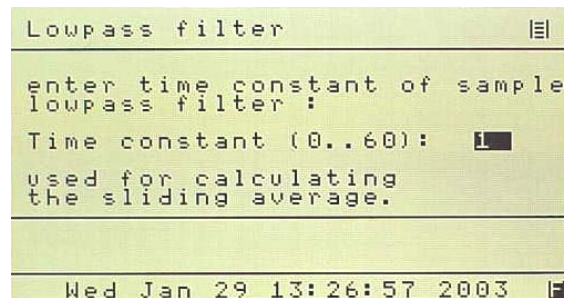 Lowpass filter
enter time constant of sample
lowpass filter :
Time constant (0..60): 1
used for calculating
the sliding average.
Wed Jan 29 13:26:57 2003